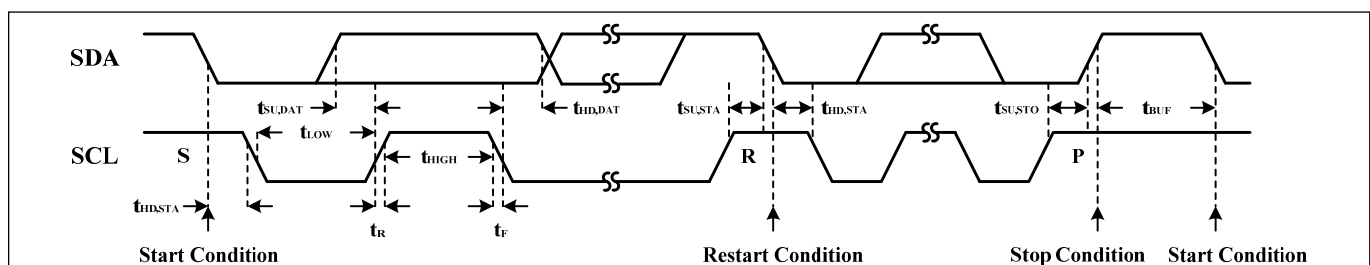 SDA
tSU,DAT tHD,DAT tSU,STA tHD,STA tSU,STO tBUF
tLOW
SCL S tHIGH R P
tHD,STA
tR tF
Start Condition Restart Condition Stop Condition Start Condition